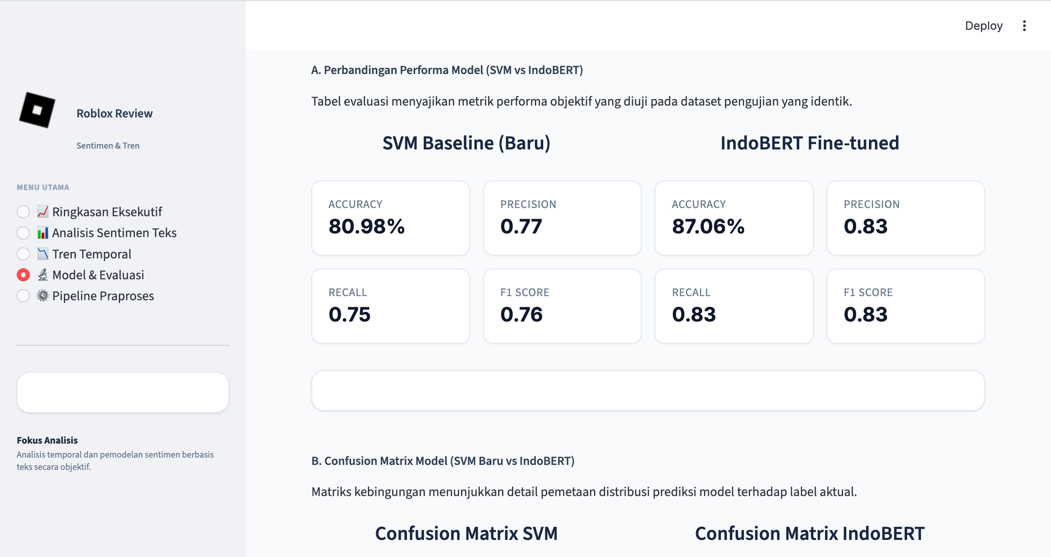 Deploy
Roblox Review
Sentimen & Tren
MENU UTAMA
Ringkasan Eksekutif
Analisis Sentimen Teks
Tren Temporal
Model & Evaluasi
Pipeline Praproses
Fokus Analisis
Analisis temporal dan pemodelan sentimen berbasis
teks secara objektif.
A. Perbandingan Performa Model (SVM vs IndoBERT)
Tabel evaluasi menyajikan metrik performa objektif yang diuji pada dataset pengujian yang identik.
SVM Baseline (Baru)
IndoBERT Fine-tuned
ACCURACY
80.98%
PRECISION
0.77
ACCURACY
87.06%
PRECISION
0.83
RECALL
0.75
F1 SCORE
0.76
RECALL
0.83
F1 SCORE
0.83
B. Confusion Matrix Model (SVM Baru vs IndoBERT)
Matriks kebingungan menunjukkan detail pemetaan distribusi prediksi model terhadap label aktual.
Confusion Matrix SVM
Confusion Matrix IndoBERT